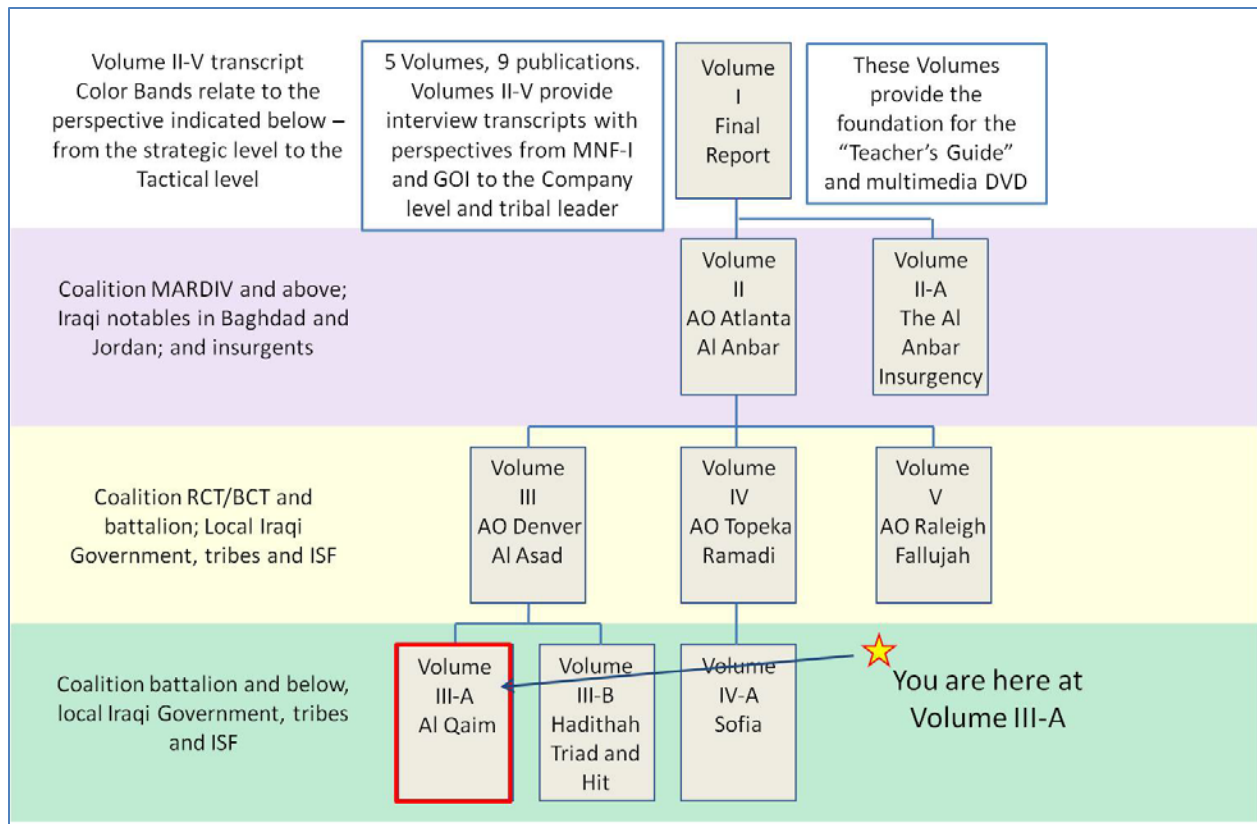 Volume II-V transcript
Color Bands relate to the
perspective indicated below –
from the strategic level to the
Tactical level
5 Volumes, 9 publications.
Volumes II-V provide
interview transcripts with
perspectives from MNF-I
and GOI to the Company
level and tribal leader
Volume
I
Final
Report
These Volumes
provide the
foundation for the
“Teacher’s Guide”
and multimedia DVD
Coalition MARDIV and above;
Iraqi notables in Baghdad and
Jordan; and insurgents
Volume
II
AO Atlanta
Al Anbar
Volume
II-A
The Al
Anbar
Insurgency
Coalition RCT/BCT and
battalion; Local Iraqi
Government, tribes and ISF
Volume
III
AO Denver
Al Asad
Volume
IV
AO Topeka
Ramadi
Volume
V
AO Raleigh
Fallujah
Coalition battalion and below,
local Iraqi Government, tribes
and ISF
Volume
III-A
Al Qaim
Volume
III-B
Hadithah
Triad and
Hit
Volume
IV-A
Sofia
You are here at
Volume III-A